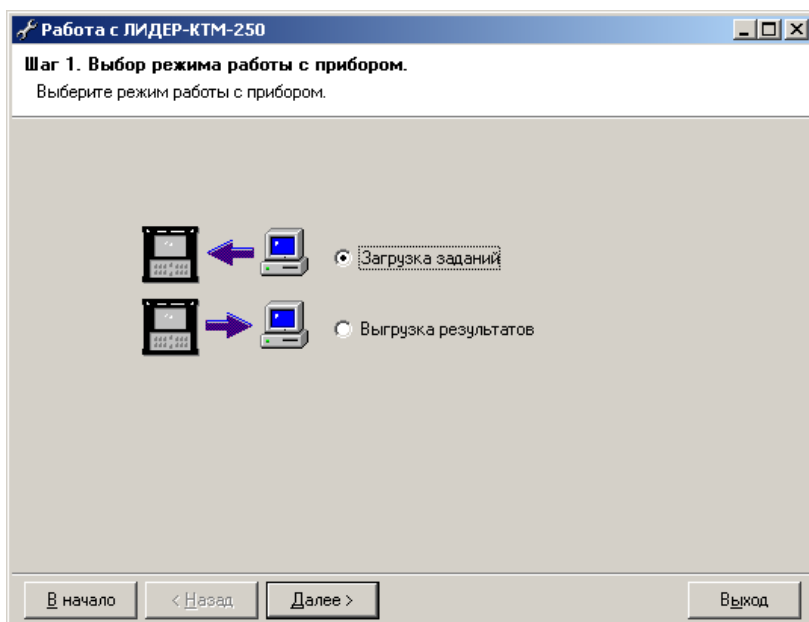 Работа с ЛИДЕР-КТМ-250
Шаг 1. Выбор режима работы с прибором.
Выберите режим работы с прибором.
Загрузка заданий
Выгрузка результатов
В начало
< Назад
Далее >
Выход